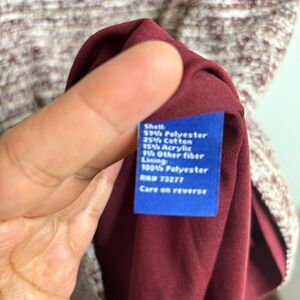 Shell:
59% Polyester
25% Cotton
15% Acrylic
1% Other fiber
Lining:
100% Polyester
RN# 73277
Care on reverse